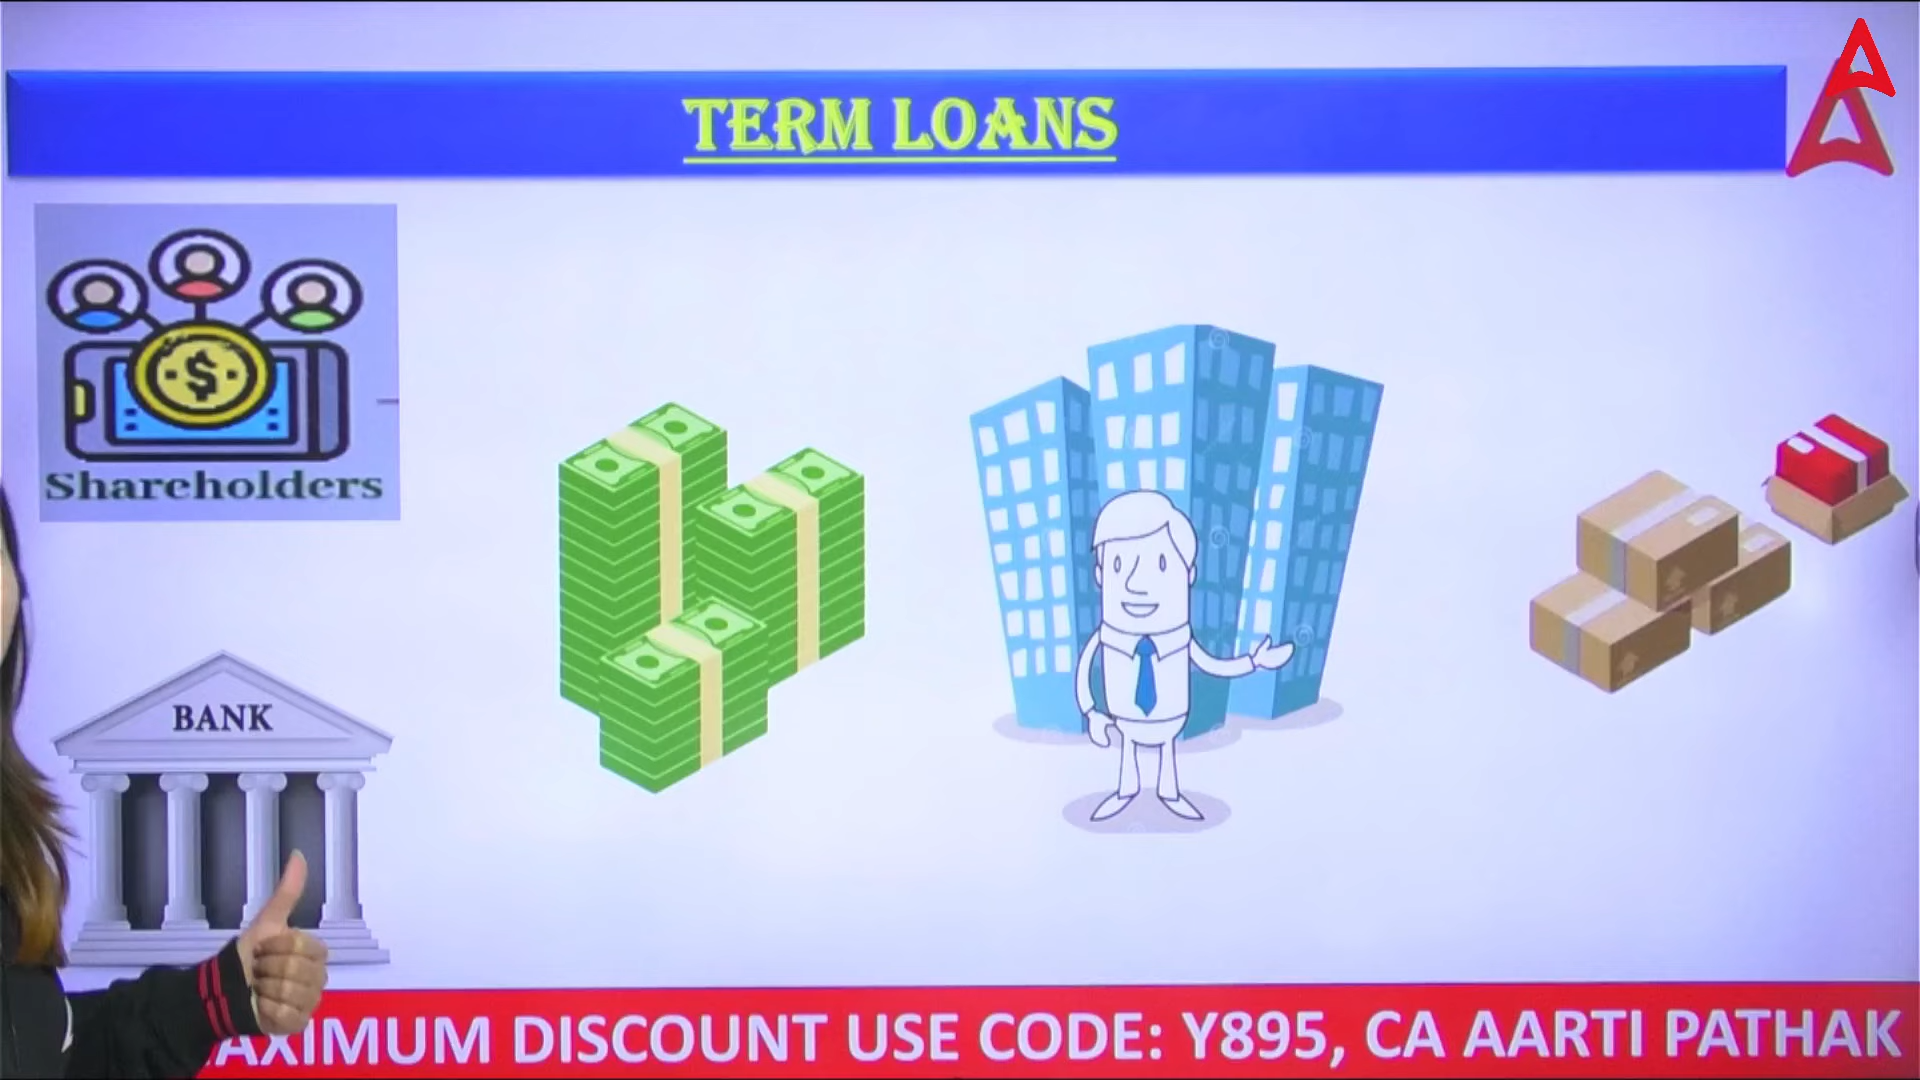 TERM LOANS
Shareholders
BANK
AXIMUM DISCOUNT USE CODE: Y895, CA AARTI PATHAK